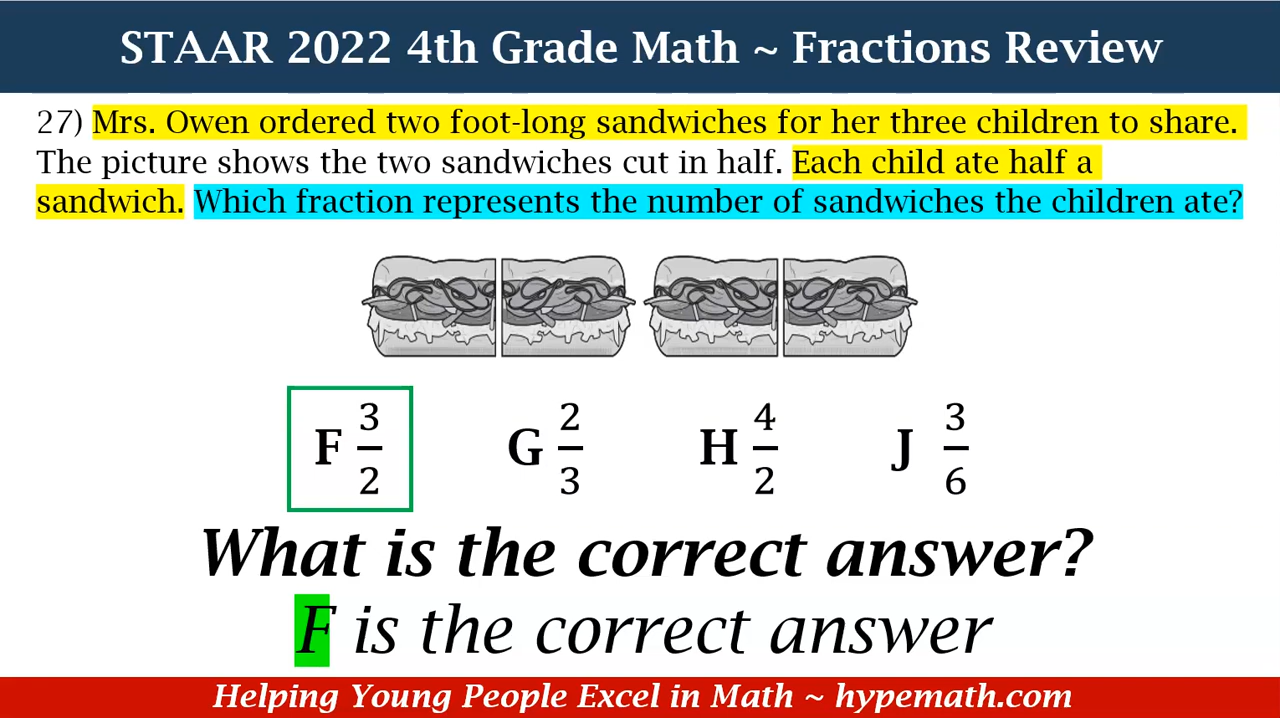 STAAR 2022 4th Grade Math ~ Fractions Review
27) Mrs. Owen ordered two foot-long sandwiches for her three children to share.
The picture shows the two sandwiches cut in half. Each child ate half a
sandwich. Which fraction represents the number of sandwiches the children ate?
F 3/2 G 2/3 H 4/2 J 3/6
What is the correct answer?
F is the correct answer
Helping Young People Excel in Math ~ hypemath.com